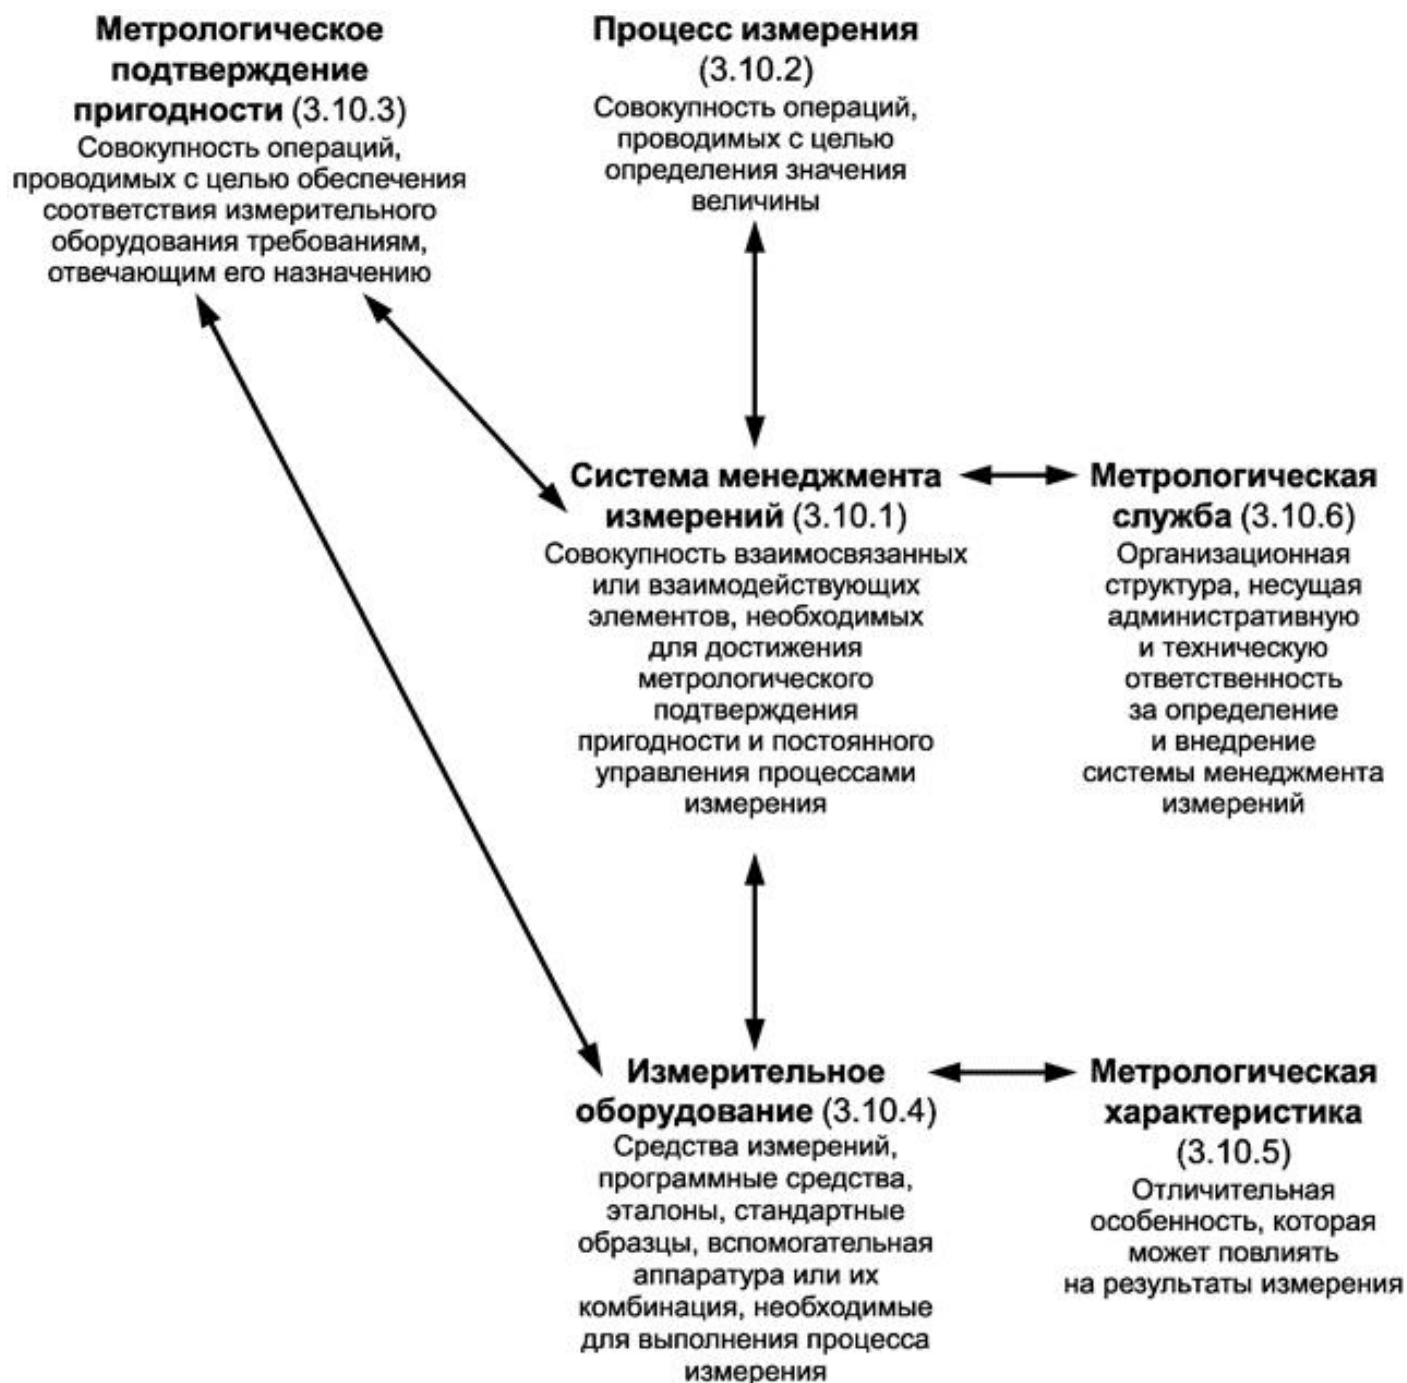 Метрологическое
подтверждение
пригодности (3.10.3)
Совокупность операций,
проводимых с целью обеспечения
соответствия измерительного
оборудования требованиям,
отвечающим его назначению
Процесс измерения
(3.10.2)
Совокупность операций,
проводимых с целью
определения значения
величины
Система менеджмента
измерений (3.10.1)
Совокупность взаимосвязанных
или взаимодействующих
элементов, необходимых
для достижения
метрологического
подтверждения
пригодности и постоянного
управления процессами
измерения
Метрологическая
служба (3.10.6)
Организационная
структура, несущая
административную
и техническую
ответственность
за определение
и внедрение
системы менеджмента
измерений
Измерительное
оборудование (3.10.4)
Средства измерений,
программные средства,
эталоны, стандартные
образцы, вспомогательная
аппаратура или их
комбинация, необходимые
для выполнения процесса
измерения
Метрологическая
характеристика
(3.10.5)
Отличительная
особенность, которая
может повлиять
на результаты измерения